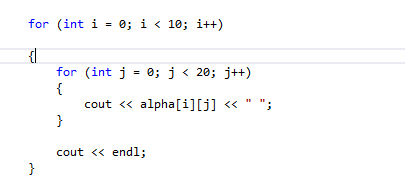 for (int i = 0; i < 10; i++)
{
for (int j = 0; j < 20; j++)
{
cout << alpha[i][j] << " ";
}
cout << endl;
}